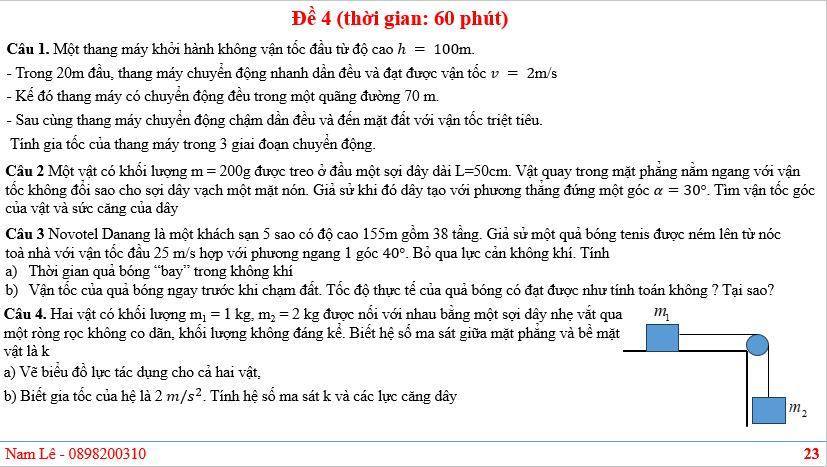 Đề 4 (thời gian: 60 phút)
Câu 1. Một thang máy khởi hành không vận tốc đầu từ độ cao h = 100m.
- Trong 20m đầu, thang máy chuyển động nhanh dần đều và đạt được vận tốc v = 2m/s
- Kế đó thang máy có chuyển động đều trong một quãng đường 70 m.
- Sau cùng thang máy chuyển động chậm dần đều và đến mặt đất với vận tốc triệt tiêu.
Tính gia tốc của thang máy trong 3 giai đoạn chuyển động.
Câu 2 Một vật có khối lượng m = 200g được treo ở đầu một sợi dây dài L=50cm. Vật quay trong mặt phẳng nằm ngang với vận
tốc không đổi sao cho sợi dây vạch một mặt nón. Giả sử khi đó dây tạo với phương thẳng đứng một góc α = 30°. Tìm vận tốc góc
của vật và sức căng của dây
Câu 3 Novotel Danang là một khách sạn 5 sao có độ cao 155m gồm 38 tầng. Giả sử một quả bóng tenis được ném lên từ nóc
toà nhà với vận tốc đầu 25 m/s hợp với phương ngang 1 góc 40°. Bỏ qua lực cản không khí. Tính
a) Thời gian quả bóng “bay” trong không khí
b) Vận tốc của quả bóng ngay trước khi chạm đất. Tốc độ thực tế của quả bóng có đạt được như tính toán không ? Tại sao?
Câu 4. Hai vật có khối lượng m₁ = 1 kg, m₂ = 2 kg được nối với nhau bằng một sợi dây nhẹ vắt qua
một ròng rọc không co dãn, khối lượng không đáng kể. Biết hệ số ma sát giữa mặt phẳng và bề mặt
vật là k
a) Vẽ biểu đồ lực tác dụng cho cả hai vật,
b) Biết gia tốc của hệ là 2 m/s². Tính hệ số ma sát k và các lực căng dây
m₁
m₂
Nam Lê - 0898200310
23